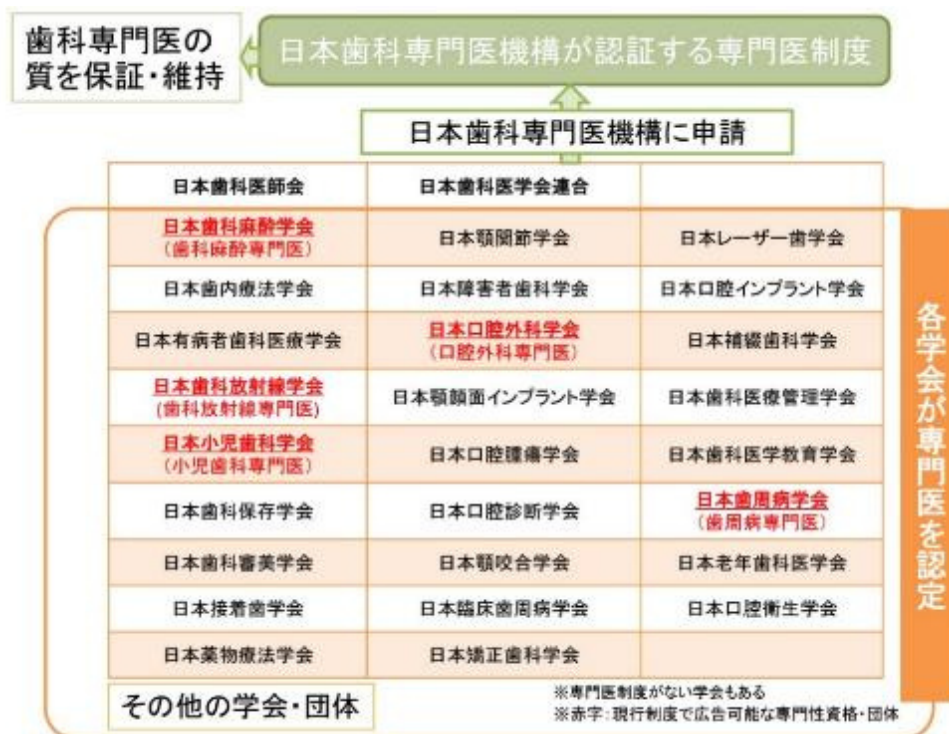 歯科専門医の
質を保証・維持
日本歯科専門医機構が認証する専門医制度
日本歯科専門医機構に申請
日本歯科医師会
日本歯科医学会連合
日本歯科麻酔学会
(歯科麻酔専門医)
日本顎関節学会
日本レーザー歯学会
日本歯内療法学会
日本障害者歯科学会
日本口腔インプラント学会
日本有病者歯科医療学会
日本口腔外科学会
(口腔外科専門医)
日本補綴歯科学会
日本歯科放射線学会
(歯科放射線専門医)
日本顎顔面インプラント学会
日本歯科医療管理学会
日本小児歯科学会
(小児歯科専門医)
日本口腔腫瘍学会
日本歯科医学教育学会
日本歯科保存学会
日本口腔診断学会
日本歯周病学会
(歯周病専門医)
日本歯科審美学会
日本顎咬合学会
日本老年歯科医学会
日本接着歯学会
日本臨床歯周病学会
日本口腔衛生学会
日本薬物療法学会
日本矯正歯科学会
各学会が専門医を認定
その他の学会・団体
※専門医制度がない学会もある
※赤字：現行制度で広告可能な専門性資格・団体